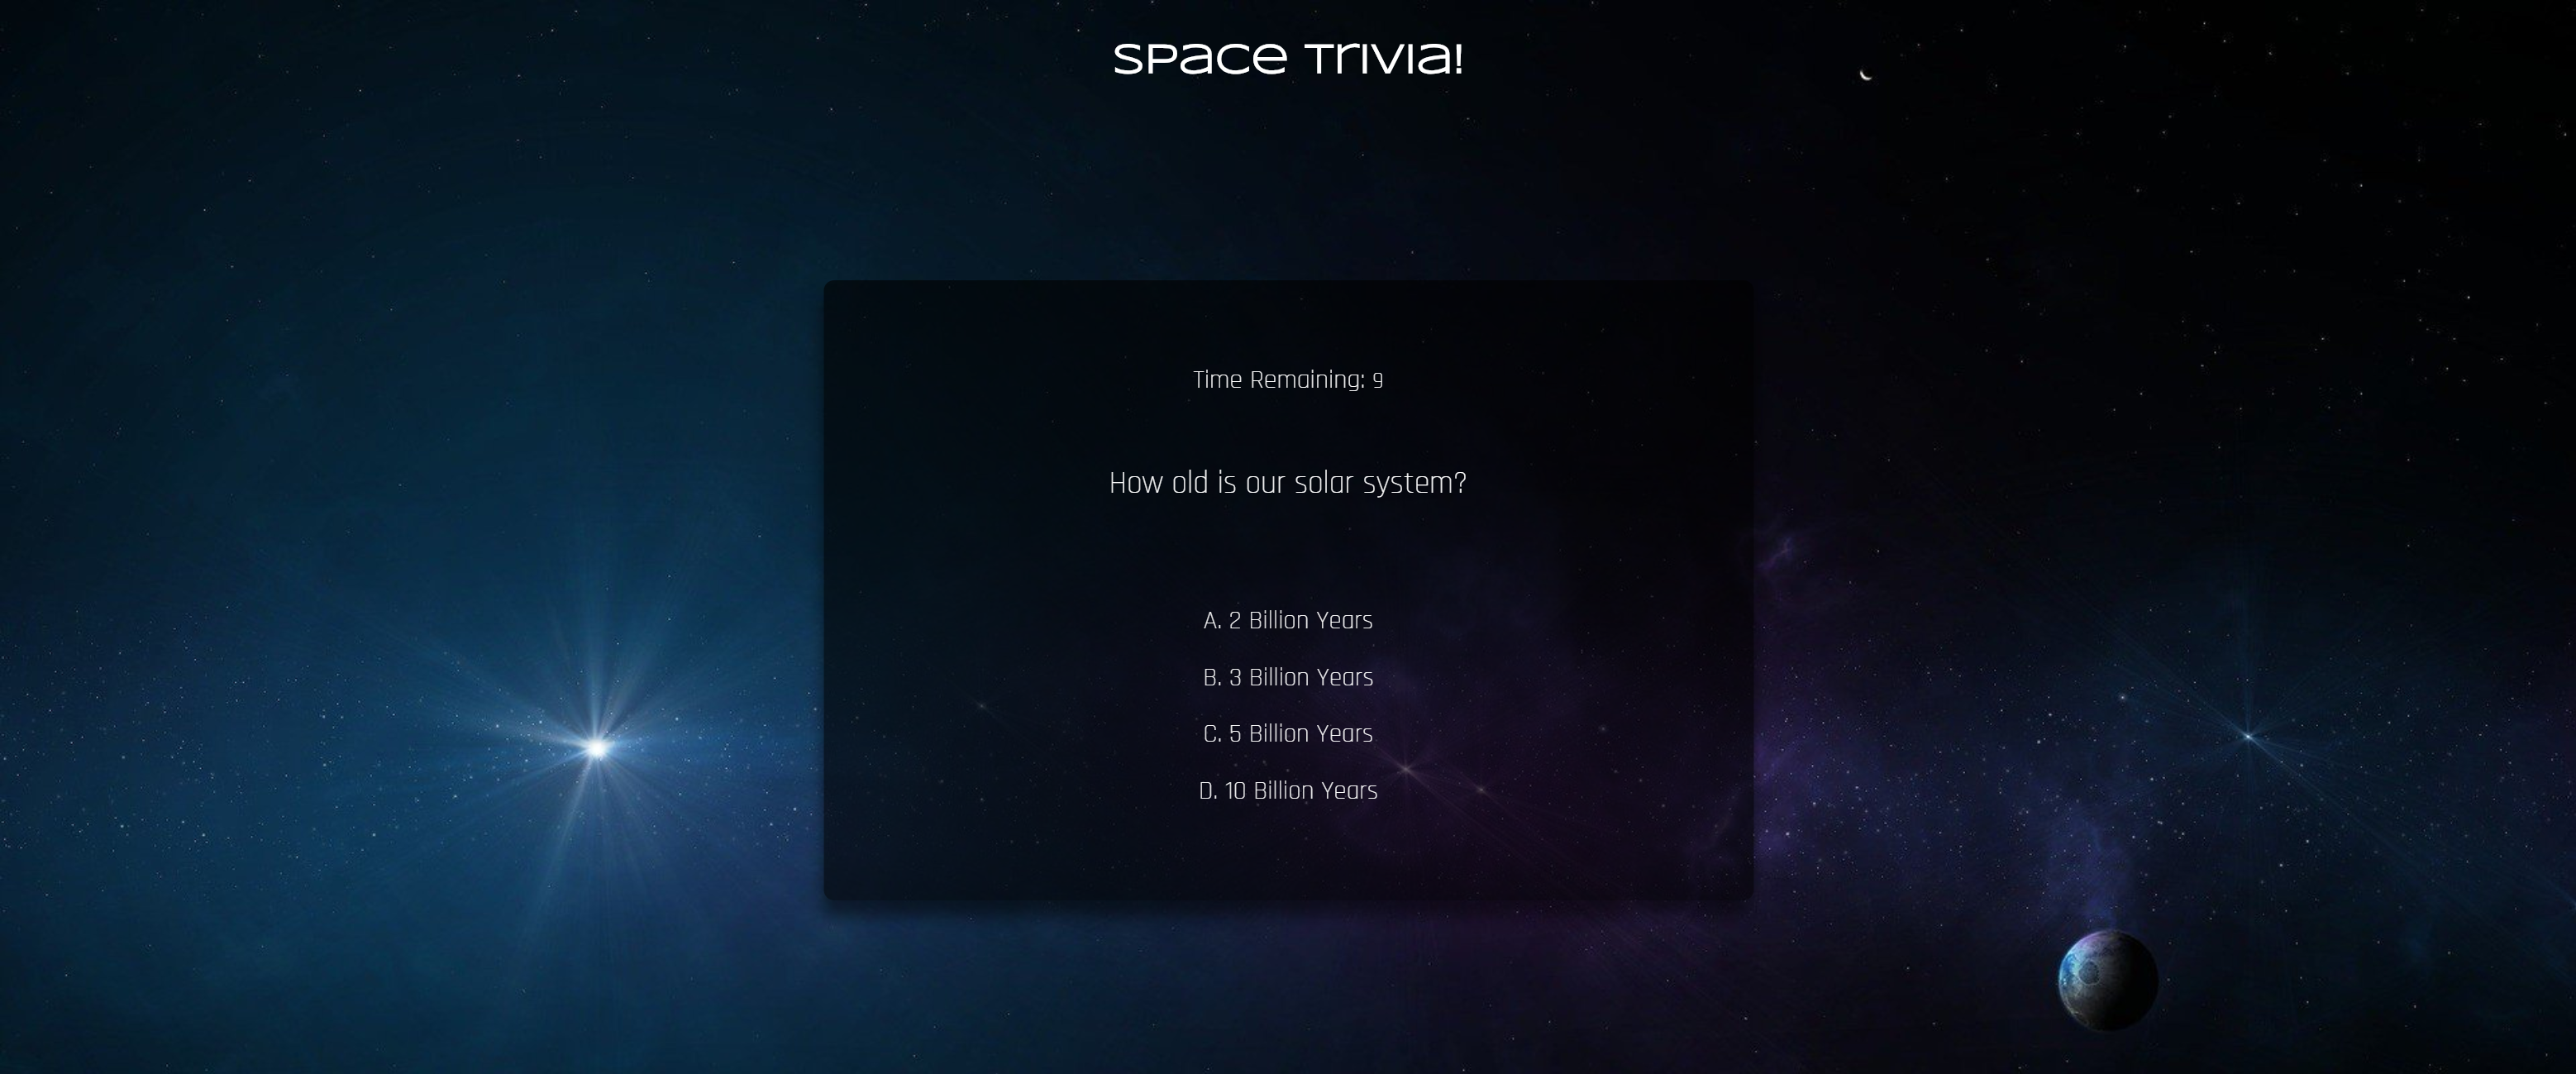 Space Trivia!
Time Remaining: 9
How old is our solar system?
A. 2 Billion Years
B. 3 Billion Years
C. 5 Billion Years
D. 10 Billion Years